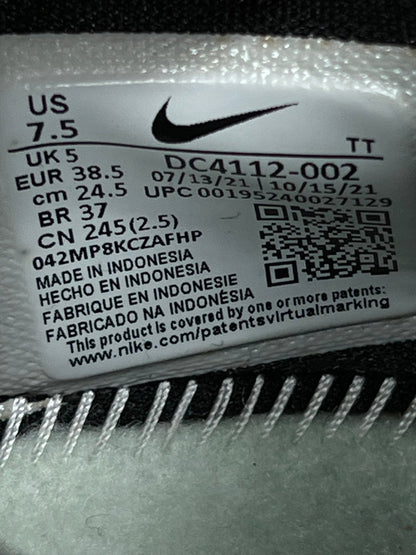 US
7.5
TT
UK 5
DC4112-002
EUR 38.5
07/13/21 | 10/15/21
cm 24.5
UPC 00195240027129
BR 37
CN 245(2.5)
042MP8KCZAFHP
MADE IN INDONESIA
HECHO EN INDONESIA
FABRIQUE EN INDONESIE
FABRICADO NA INDONÉSIA
This product is covered by one or more patents:
www.nike.com/patentsvirtualmarking